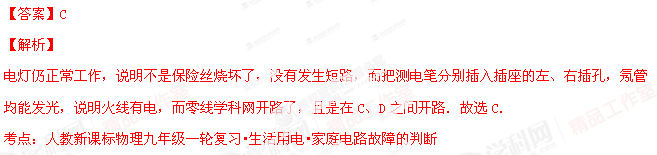 【答案】C
【解析】
电灯仍正常工作，说明不是保险丝烧坏了，没有发生短路，而把测电笔分别插入插座的左、右插孔，氖管
均能发光，说明火线有电，而零线学科网开路了，且是在 C、D 之间开路．故选 C．
考点：人教新课标物理九年级一轮复习•生活用电•家庭电路故障的判断